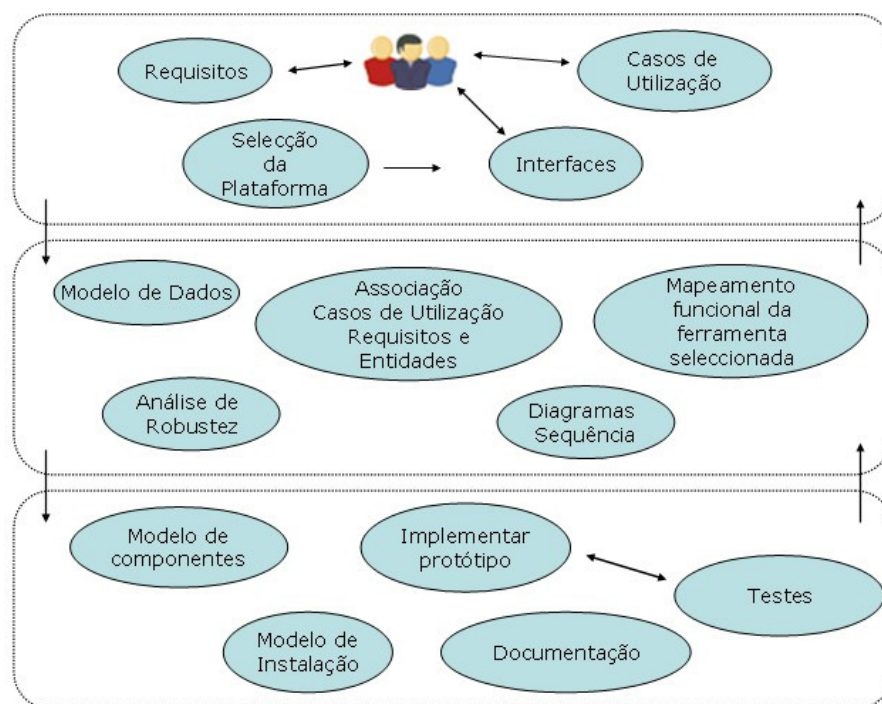 Requisitos
Casos de
Utilização
Selecção
da
Plataforma
Interfaces
Modelo de Dados
Associação
Casos de Utilização
Requisitos e
Entidades
Mapeamento
funcional da
ferramenta
seleccionada
Análise de
Robustez
Diagramas
Sequência
Modelo de
componentes
Implementar
protótipo
Testes
Modelo de
Instalação
Documentação